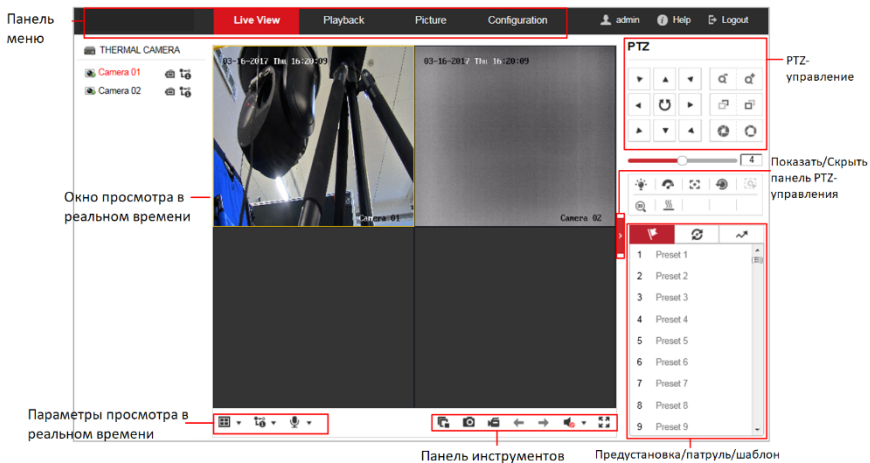 Панель
меню
Live View
Playback
Picture
Configuration
admin
Help
Logout
THERMAL CAMERA
Camera 01
Camera 02
03-16-2017 Thu 16:20:09
Camera 01
03-16-2017 Thu 16:20:09
Camera 02
Окно просмотра в
реальном времени
PTZ
PTZ-
управление
4
Показать/Скрыть
панель PTZ-
управления
1 Preset 1
2 Preset 2
3 Preset 3
4 Preset 4
5 Preset 5
6 Preset 6
7 Preset 7
8 Preset 8
9 Preset 9
Параметры просмотра в
реальном времени
Панель инструментов
Предустановка/патруль/шаблон